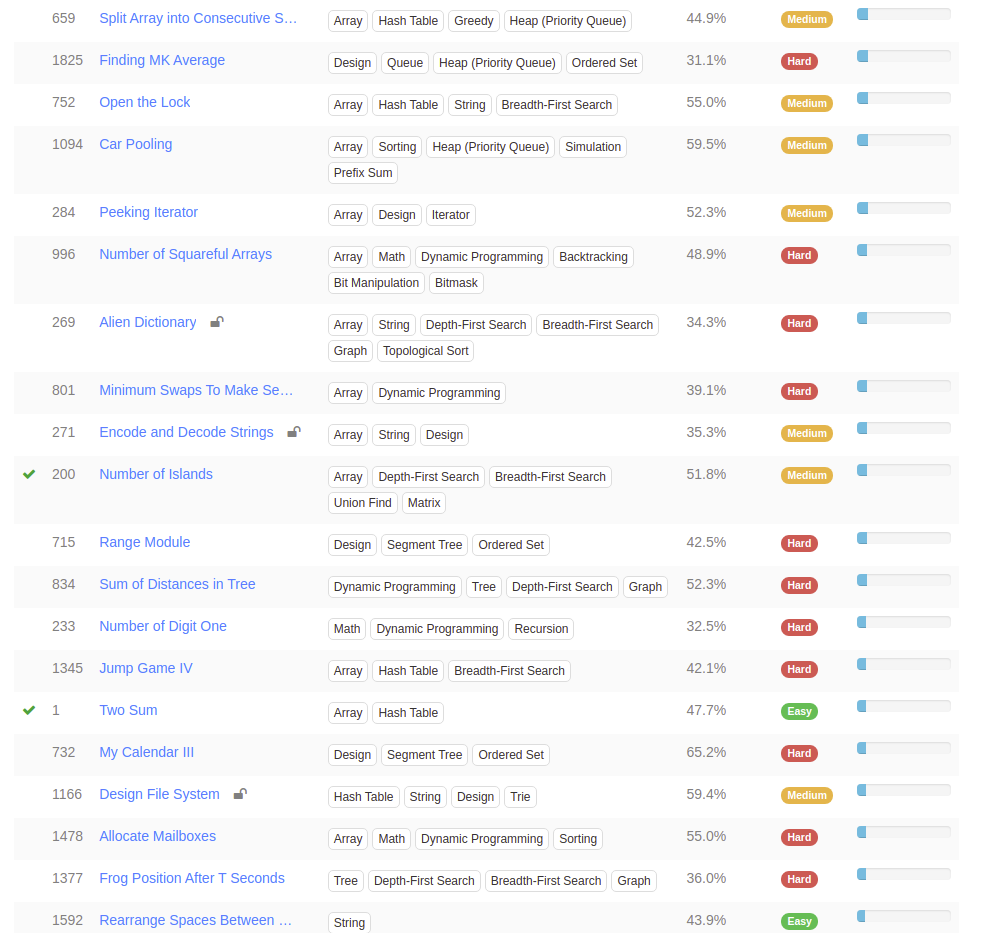 659 Split Array into Consecutive S… Array Hash Table Greedy Heap (Priority Queue) 44.9% Medium
1825 Finding MK Average Design Queue Heap (Priority Queue) Ordered Set 31.1% Hard
752 Open the Lock Array Hash Table String Breadth-First Search 55.0% Medium
1094 Car Pooling Array Sorting Heap (Priority Queue) Simulation 59.5% Medium
Prefix Sum
284 Peeking Iterator Array Design Iterator 52.3% Medium
996 Number of Squareful Arrays Array Math Dynamic Programming Backtracking 48.9% Hard
Bit Manipulation Bitmask
269 Alien Dictionary Array String Depth-First Search Breadth-First Search 34.3% Hard
Graph Topological Sort
801 Minimum Swaps To Make Se… Array Dynamic Programming 39.1% Hard
271 Encode and Decode Strings Array String Design 35.3% Medium
200 Number of Islands Array Depth-First Search Breadth-First Search 51.8% Medium
Union Find Matrix
715 Range Module Design Segment Tree Ordered Set 42.5% Hard
834 Sum of Distances in Tree Dynamic Programming Tree Depth-First Search Graph 52.3% Hard
233 Number of Digit One Math Dynamic Programming Recursion 32.5% Hard
1345 Jump Game IV Array Hash Table Breadth-First Search 42.1% Hard
1 Two Sum Array Hash Table 47.7% Easy
732 My Calendar III Design Segment Tree Ordered Set 65.2% Hard
1166 Design File System Hash Table String Design Trie 59.4% Medium
1478 Allocate Mailboxes Array Math Dynamic Programming Sorting 55.0% Hard
1377 Frog Position After T Seconds Tree Depth-First Search Breadth-First Search Graph 36.0% Hard
1592 Rearrange Spaces Between … String 43.9% Easy